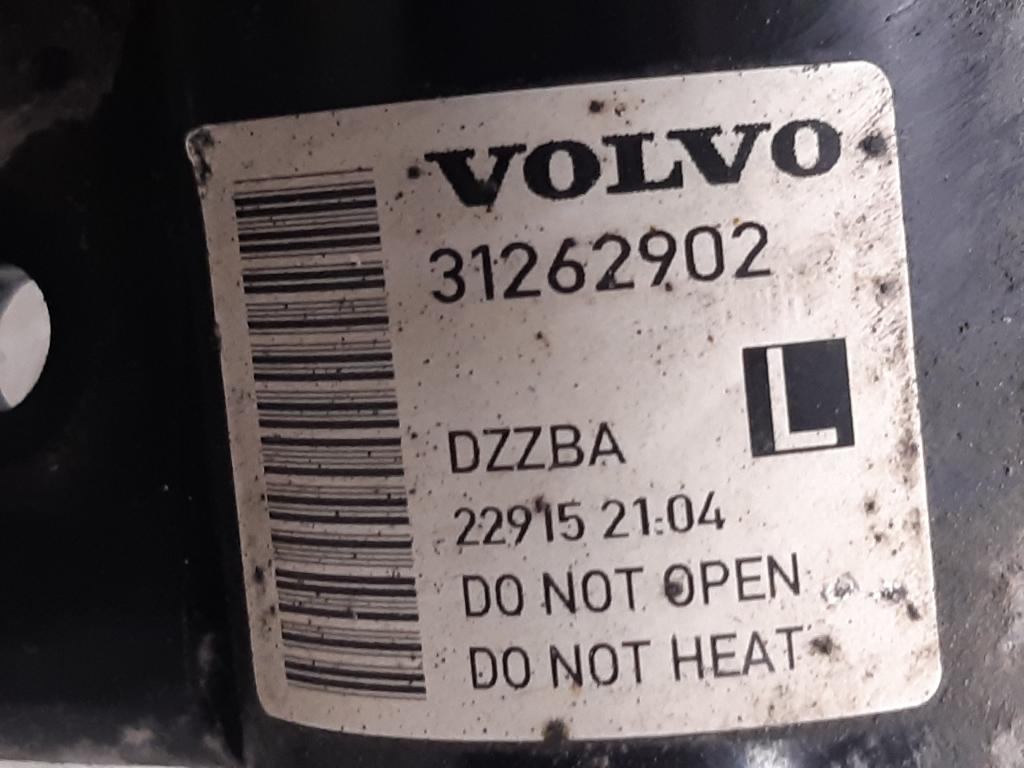 VOLVO
31262902
L
DZZBA
22915 21:04
DO NOT OPEN
DO NOT HEAT